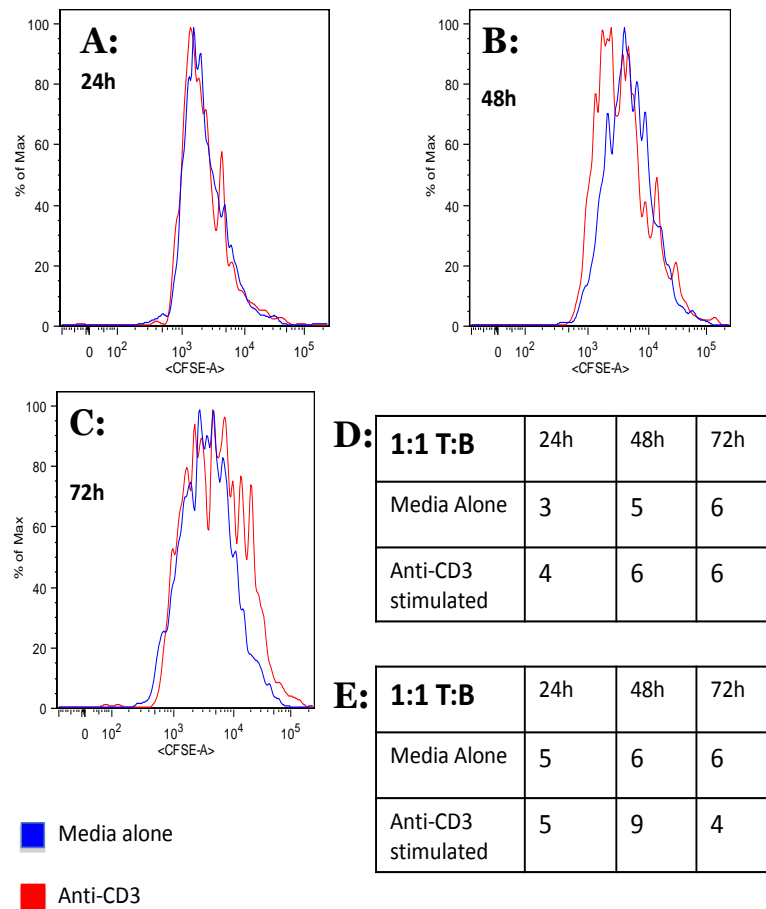 A:
24h
% of Max
100
80
60
40
20
0
0 10² 10³ 10⁴ 10⁵
<CFSE-A>
B:
48h
% of Max
100
80
60
40
20
0
0 10² 10³ 10⁴ 10⁵
<CFSE-A>
C:
72h
% of Max
100
80
60
40
20
0
0 10² 10³ 10⁴ 10⁵
<CFSE-A>
D:
1:1 T:B 24h 48h 72h
Media Alone 3 5 6
Anti-CD3
stimulated 4 6 6
E:
1:1 T:B 24h 48h 72h
Media Alone 5 6 6
Anti-CD3
stimulated 5 9 4
Media alone
Anti-CD3